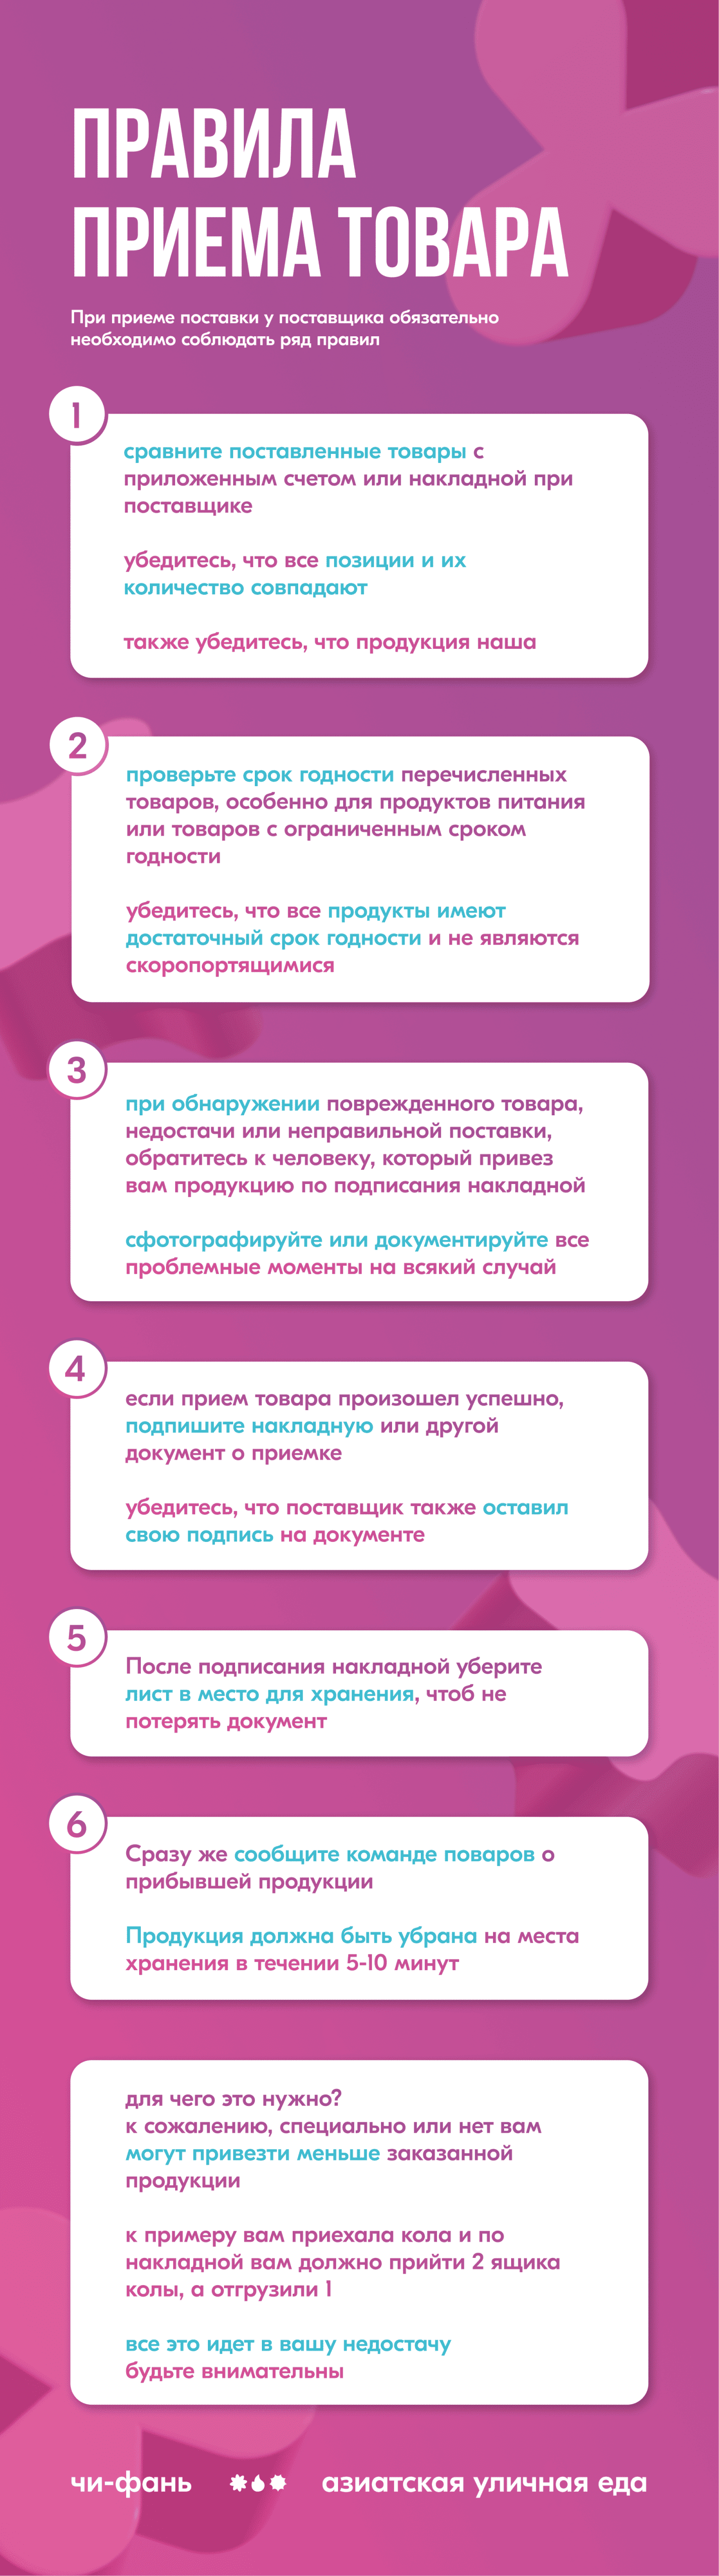 ПРАВИЛА
ПРИЕМА ТОВАРА
При приеме поставки у поставщика обязательно
необходимо соблюдать ряд правил
1
сравните поставленные товары с
приложенным счетом или накладной при
поставщике
убедитесь, что все позиции и их
количество совпадают
также убедитесь, что продукция наша
2
проверьте срок годности перечисленных
товаров, особенно для продуктов питания
или товаров с ограниченным сроком
годности
убедитесь, что все продукты имеют
достаточный срок годности и не являются
скоропортящимися
3
при обнаружении поврежденного товара,
недостачи или неправильной поставки,
обратитесь к человеку, который привез
вам продукцию по подписания накладной
сфотографируйте или документируйте все
проблемные моменты на всякий случай
4
если прием товара произошел успешно,
подпишите накладную или другой
документ о приемке
убедитесь, что поставщик также оставил
свою подпись на документе
5
После подписания накладной уберите
лист в место для хранения, чтоб не
потерять документ
6
Сразу же сообщите команде поваров о
прибывшей продукции
Продукция должна быть убрана на места
хранения в течении 5-10 минут
для чего это нужно?
к сожалению, специально или нет вам
могут привезти меньше заказанной
продукции
к примеру вам приехала кола и по
накладной вам должно прийти 2 ящика
колы, а отгрузили 1
все это идет в вашу недостачу
будьте внимательны
чи-фань азиатская уличная еда